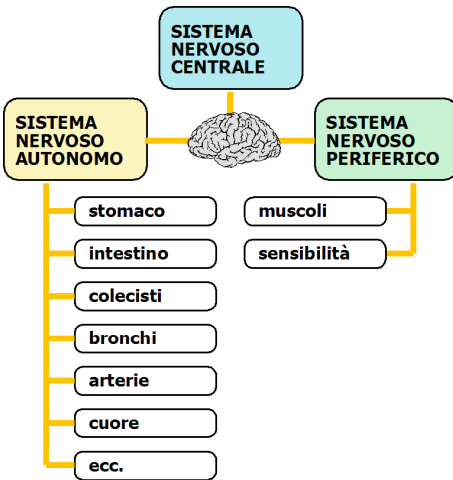 SISTEMA
NERVOSO
CENTRALE
SISTEMA
NERVOSO
AUTONOMO
SISTEMA
NERVOSO
PERIFERICO
stomaco
intestino
colecisti
bronchi
arterie
cuore
ecc.
muscoli
sensibilità